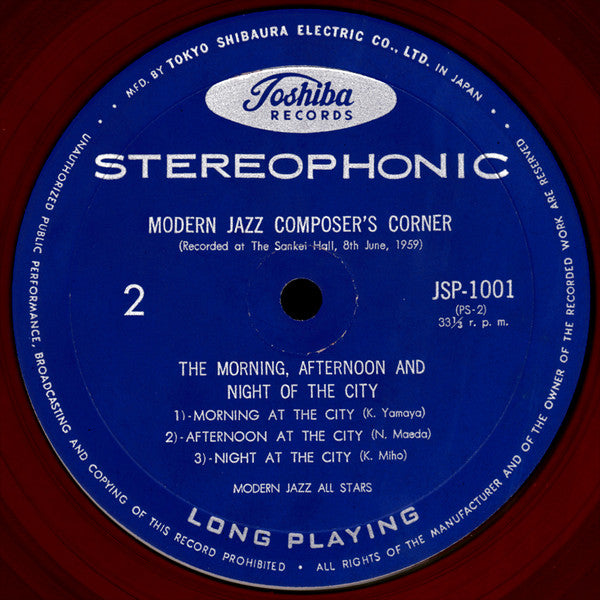 • MFD. BY TOKYO SHIBAURA ELECTRIC CO., LTD. IN JAPAN •
Toshiba
RECORDS
STEREOPHONIC
MODERN JAZZ COMPOSER'S CORNER
(Recorded at The Sankei Hall, 8th June, 1959)
2
JSP-1001
(PS-2)
33⅓ r. p. m.
THE MORNING, AFTERNOON AND
NIGHT OF THE CITY
1)-MORNING AT THE CITY (K. Yamaya)
2)-AFTERNOON AT THE CITY (N. Maeda)
3)-NIGHT AT THE CITY (K. Miho)
MODERN JAZZ ALL STARS
LONG PLAYING
UNAUTHORIZED PUBLIC PERFORMANCE, BROADCASTING AND COPYING OF THIS RECORD PROHIBITED • ALL RIGHTS OF THE MANUFACTURER AND OF THE OWNER OF THE RECORDED WORK ARE RESERVED